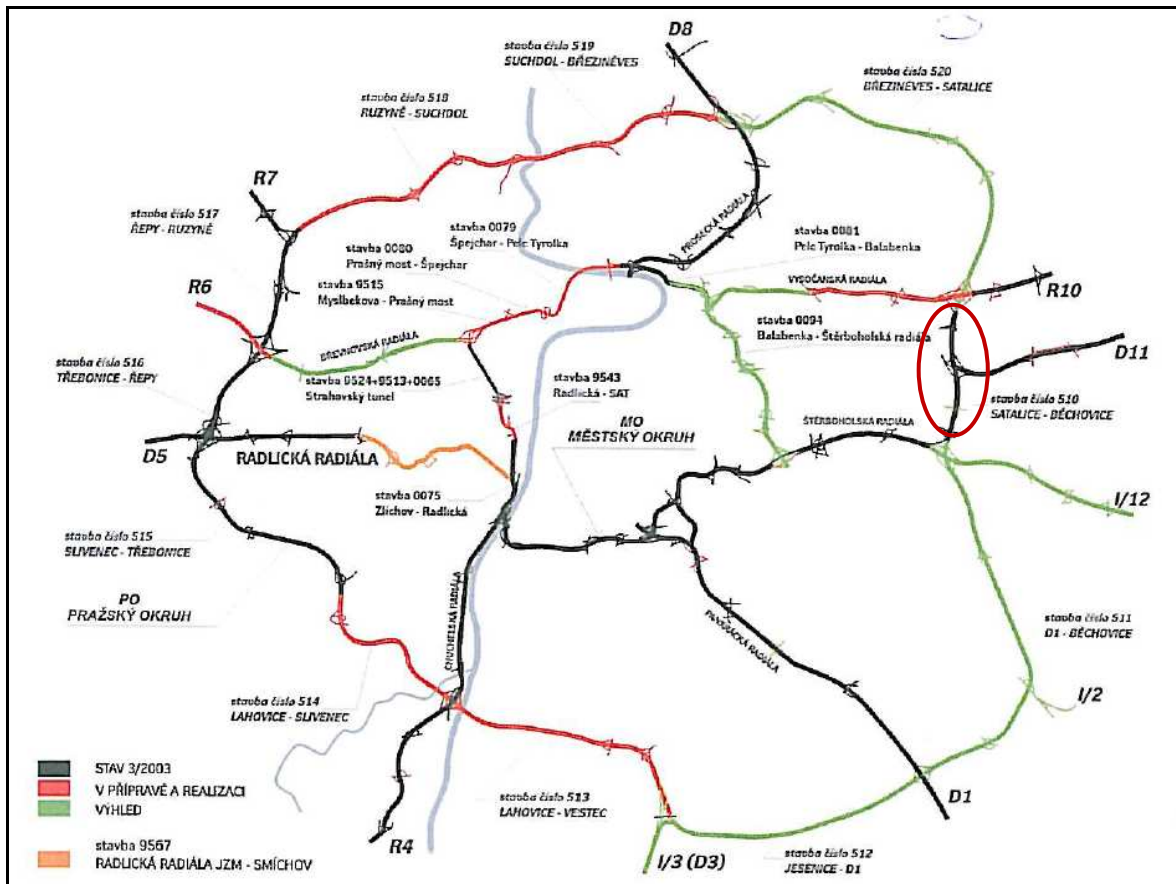 D8
stavba číslo 519
SUCHDOL - BŘEZINĚVES
stavba číslo 520
BŘEZINĚVES - SATALICE
stavba číslo 518
RUZYNĚ - SUCHDOL
R7
stavba číslo 517
ŘEPY - RUZYNĚ
stavba 0079
Špejchar - Pelc Tyrolka
PROSECKÁ RADIÁLA
stavba 0081
Pelc Tyrolka - Balabenka
stavba 0080
Prašný most - Špejchar
stavba 9515
Myslbekova - Prašný most
VYSOČANSKÁ RADIÁLA
R6
R10
BŘEVNOVSKÁ RADIÁLA
stavba 0094
Balabenka - Štěrboholská radiála
D11
stavba číslo 516
TŘEBONICE - ŘEPY
stavba 9524+9513+0065
Strahovský tunel
stavba 9543
Radlická - SAT
stavba číslo 510
SATALICE - BĚCHOVICE
MO
MĚSTSKÝ OKRUH
ŠTĚRBOHOLSKÁ RADIÁLA
D5
RADLICKÁ RADIÁLA
I/12
stavba 0075
Zlíchov - Radlická
stavba číslo 515
SLIVENEC - TŘEBONICE
PO
PRAŽSKÝ OKRUH
CHUCHELSKÁ RADIÁLA
PANKRÁCKÁ RADIÁLA
stavba číslo 511
D1 - BĚCHOVICE
stavba číslo 514
LAHOVICE - SLIVENEC
I/2
STAV 3/2003
V PŘÍPRAVĚ A REALIZACI
VÝHLED
stavba číslo 513
LAHOVICE - VESTEC
D1
R4
stavba 9567
RADLICKÁ RADIÁLA JZM - SMÍCHOV
I/3 (D3)
stavba číslo 512
JESENICE - D1